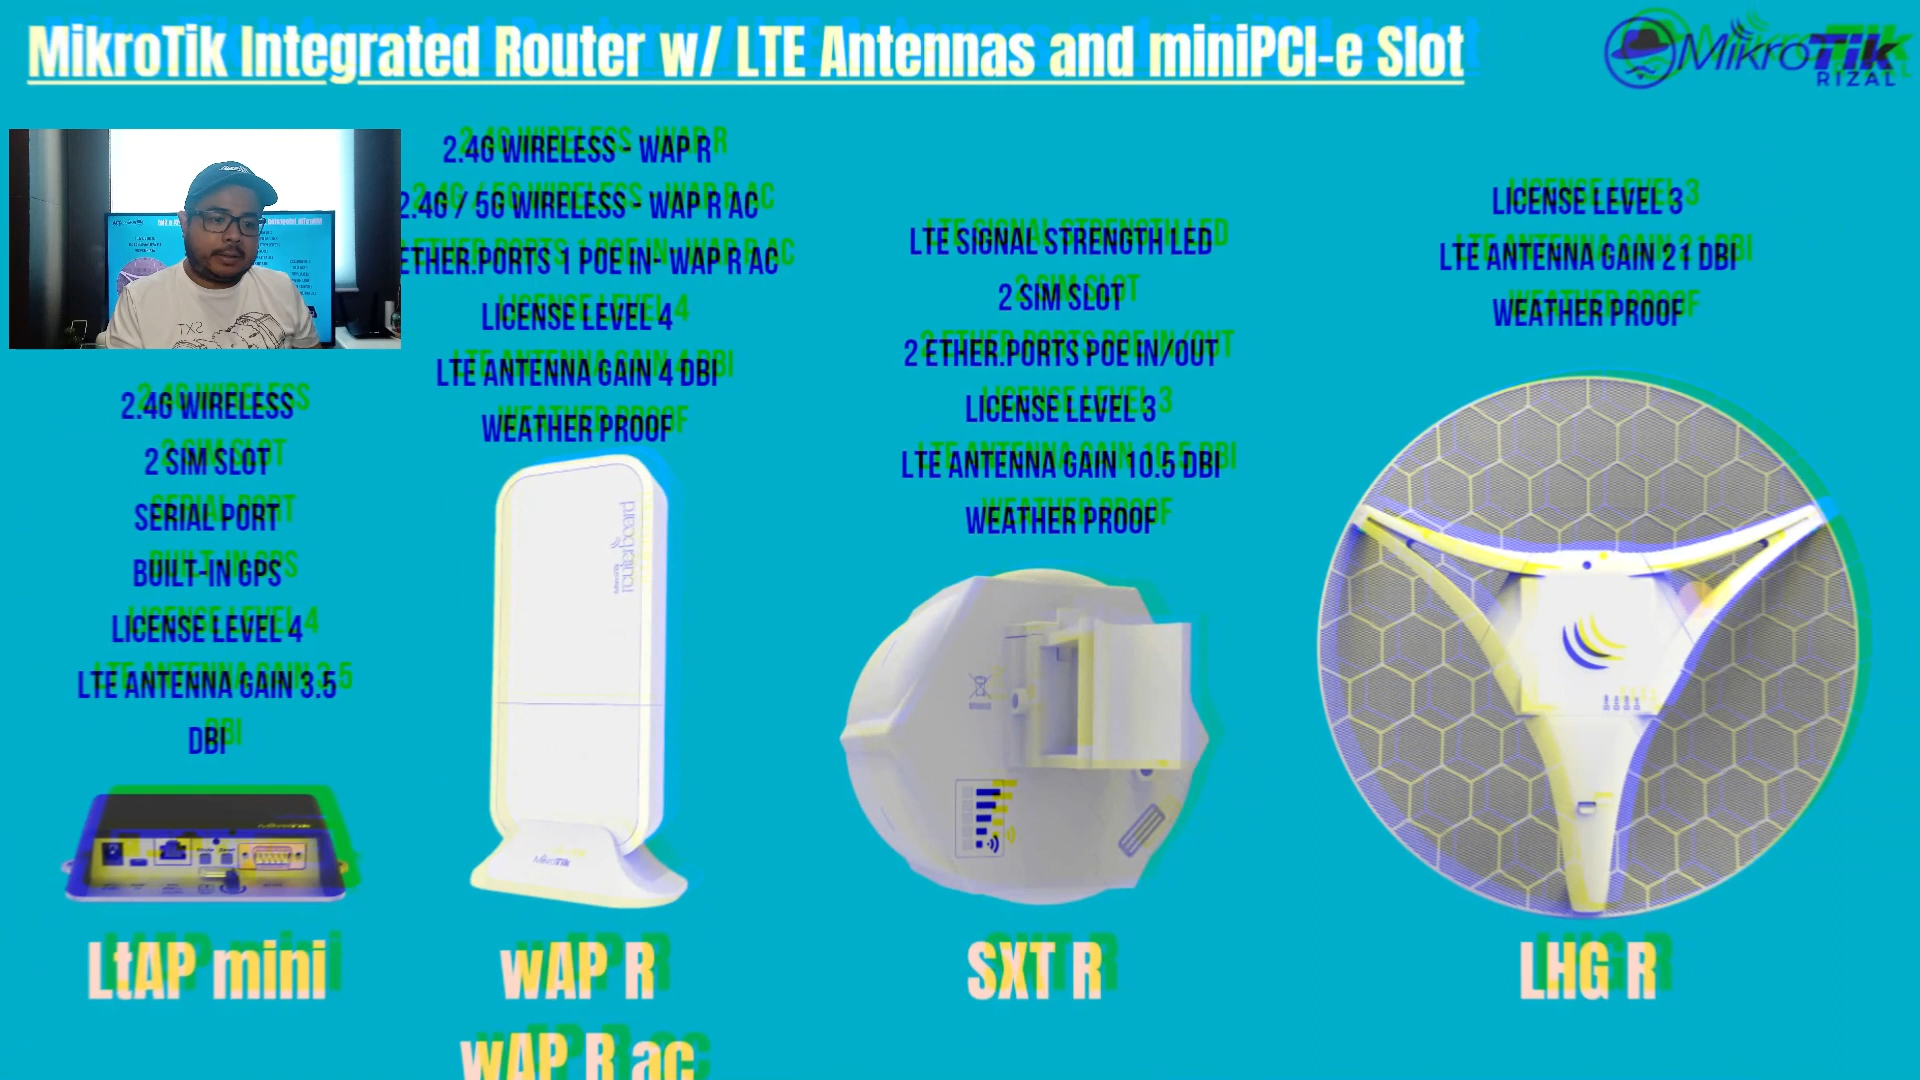 MikroTik Integrated Router w/ LTE Antennas and miniPCI-e Slot
MikroTik
RIZAL
2.4G WIRELESS
2 SIM SLOT
SERIAL PORT
BUILT-IN GPS
LICENSE LEVEL 4
LTE ANTENNA GAIN 3.5
DBI
LtAP mini
2.4G WIRELESS - WAP R
2.4G / 5G WIRELESS - WAP R AC
ETHER.PORTS 1 POE IN- WAP R AC
LICENSE LEVEL 4
LTE ANTENNA GAIN 4 DBI
WEATHER PROOF
routerboard
MikroTik
wAP R
wAP R ac
LTE SIGNAL STRENGTH LED
2 SIM SLOT
2 ETHER.PORTS POE IN/OUT
LICENSE LEVEL 3
LTE ANTENNA GAIN 10.5 DBI
WEATHER PROOF
SXT R
LICENSE LEVEL 3
LTE ANTENNA GAIN 21 DBI
WEATHER PROOF
LHG R
SXT